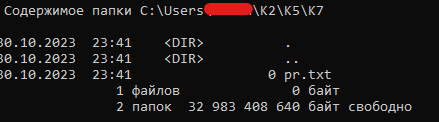 Содержимое папки C:\Users\ \K2\K5\K7
30.10.2023 23:41 <DIR> .
30.10.2023 23:41 <DIR> ..
30.10.2023 23:41 0 pr.txt
1 файлов 0 байт
2 папок 32 983 408 640 байт свободно